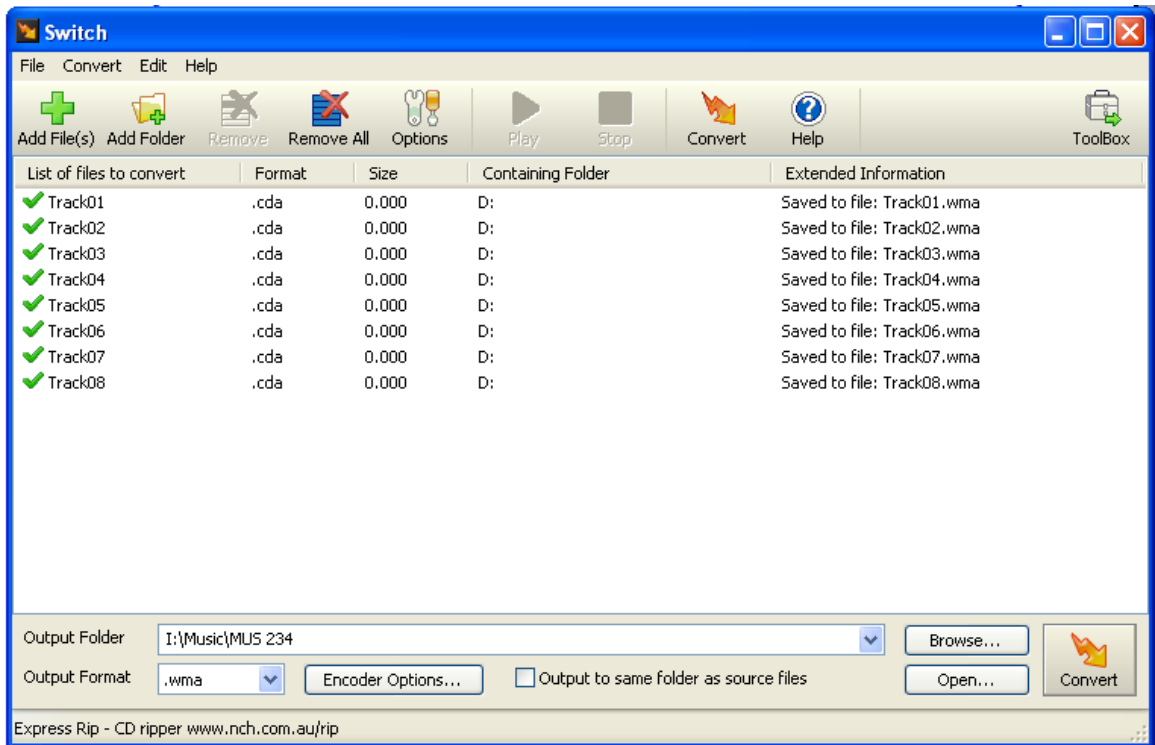 Switch
File Convert Edit Help
Add File(s) Add Folder Remove Remove All Options Play Stop Convert Help ToolBox
List of files to convert Format Size Containing Folder Extended Information
Track01 .cda 0.000 D: Saved to file: Track01.wma
Track02 .cda 0.000 D: Saved to file: Track02.wma
Track03 .cda 0.000 D: Saved to file: Track03.wma
Track04 .cda 0.000 D: Saved to file: Track04.wma
Track05 .cda 0.000 D: Saved to file: Track05.wma
Track06 .cda 0.000 D: Saved to file: Track06.wma
Track07 .cda 0.000 D: Saved to file: Track07.wma
Track08 .cda 0.000 D: Saved to file: Track08.wma
Output Folder I:\Music\MUS 234 Browse...
Output Format .wma Encoder Options... Output to same folder as source files Open... Convert
Express Rip - CD ripper www.nch.com.au/rip